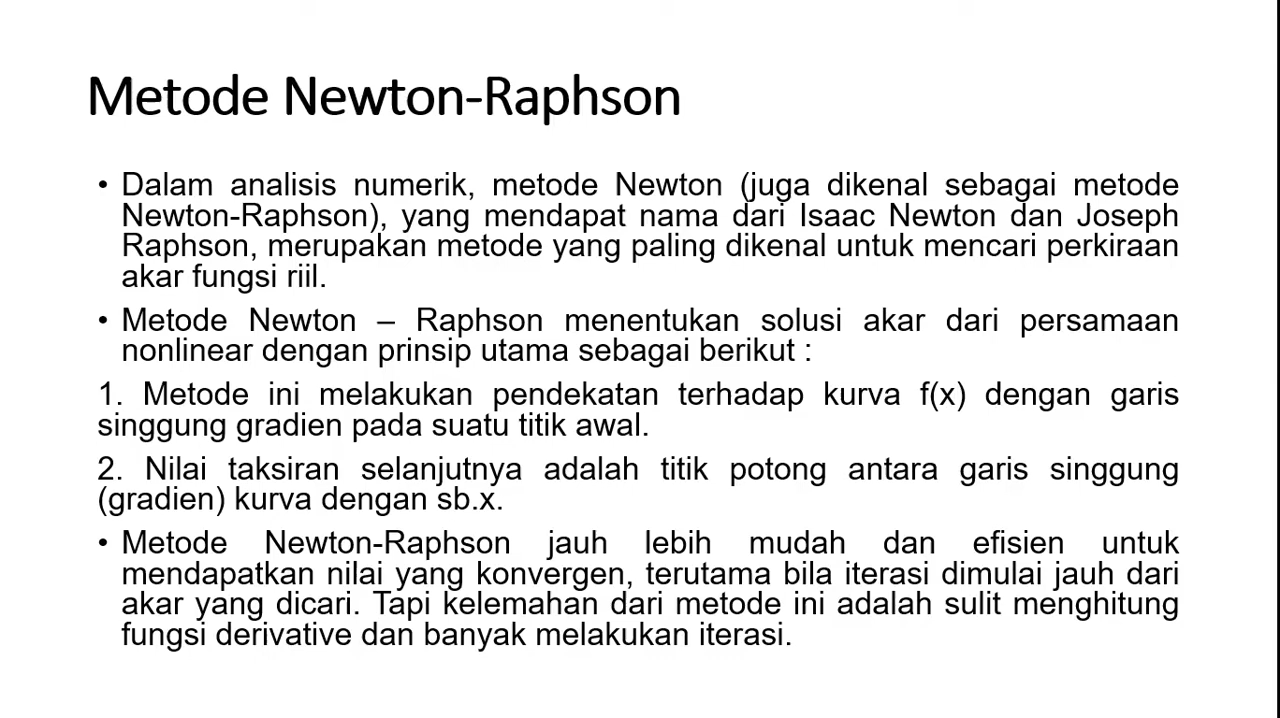 Metode Newton-Raphson
• Dalam analisis numerik, metode Newton (juga dikenal sebagai metode
Newton-Raphson), yang mendapat nama dari Isaac Newton dan Joseph
Raphson, merupakan metode yang paling dikenal untuk mencari perkiraan
akar fungsi riil.
• Metode Newton – Raphson menentukan solusi akar dari persamaan
nonlinear dengan prinsip utama sebagai berikut :
1. Metode ini melakukan pendekatan terhadap kurva f(x) dengan garis
singgung gradien pada suatu titik awal.
2. Nilai taksiran selanjutnya adalah titik potong antara garis singgung
(gradien) kurva dengan sb.x.
• Metode Newton-Raphson jauh lebih mudah dan efisien untuk
mendapatkan nilai yang konvergen, terutama bila iterasi dimulai jauh dari
akar yang dicari. Tapi kelemahan dari metode ini adalah sulit menghitung
fungsi derivative dan banyak melakukan iterasi.